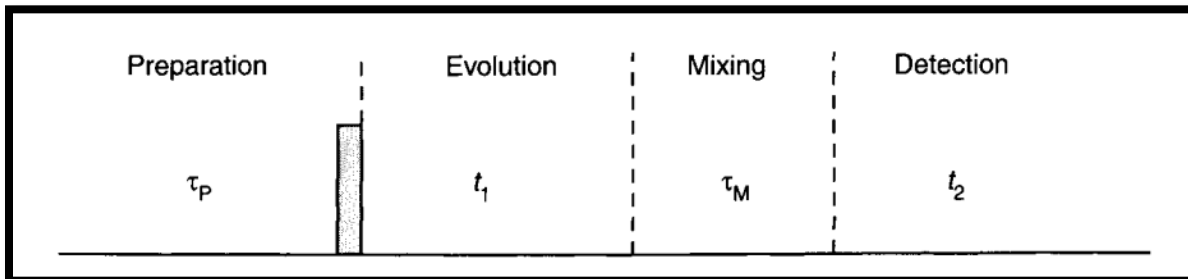 Preparation Evolution Mixing Detection
τP t1 τM t2